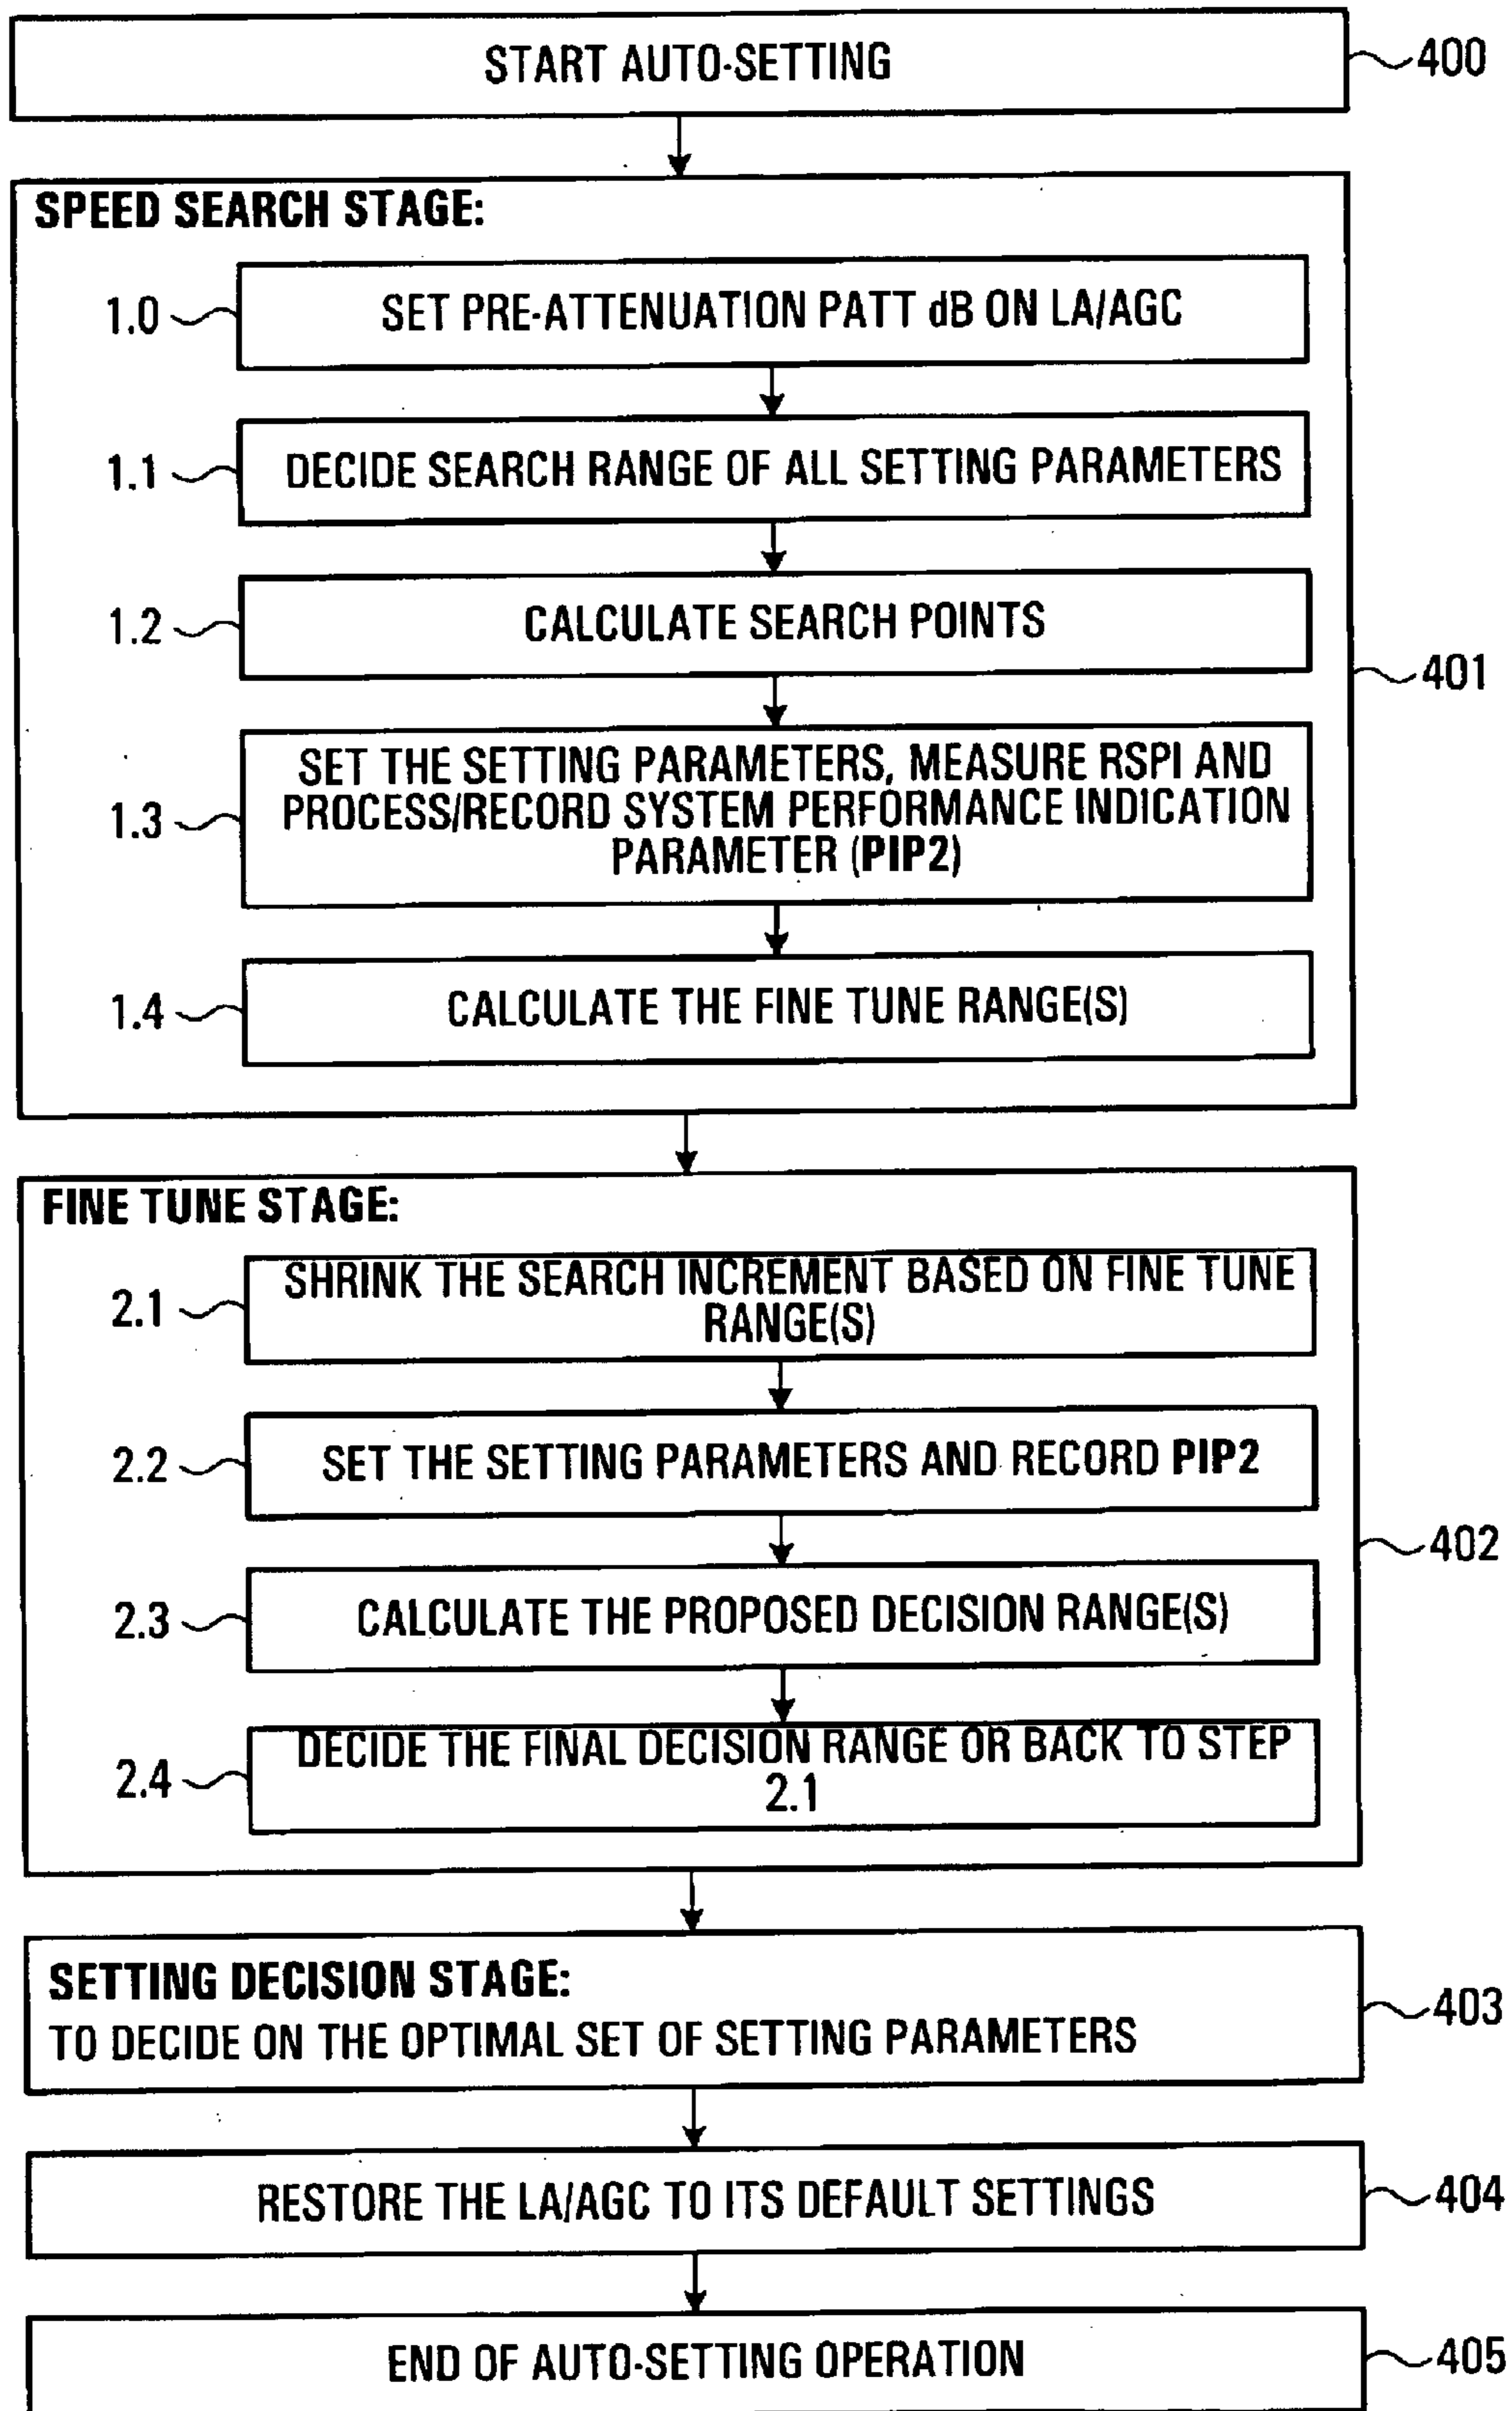 START AUTO-SETTING
400
SPEED SEARCH STAGE:
1.0
SET PRE-ATTENUATION PATT dB ON LA/AGC
1.1
DECIDE SEARCH RANGE OF ALL SETTING PARAMETERS
1.2
CALCULATE SEARCH POINTS
401
1.3
SET THE SETTING PARAMETERS, MEASURE RSPI AND
PROCESS/RECORD SYSTEM PERFORMANCE INDICATION
PARAMETER (PIP2)
1.4
CALCULATE THE FINE TUNE RANGE(S)
FINE TUNE STAGE:
2.1
SHRINK THE SEARCH INCREMENT BASED ON FINE TUNE
RANGE(S)
2.2
SET THE SETTING PARAMETERS AND RECORD PIP2
402
2.3
CALCULATE THE PROPOSED DECISION RANGE(S)
2.4
DECIDE THE FINAL DECISION RANGE OR BACK TO STEP
2.1
SETTING DECISION STAGE:
TO DECIDE ON THE OPTIMAL SET OF SETTING PARAMETERS
403
RESTORE THE LA/AGC TO ITS DEFAULT SETTINGS
404
END OF AUTO-SETTING OPERATION
405